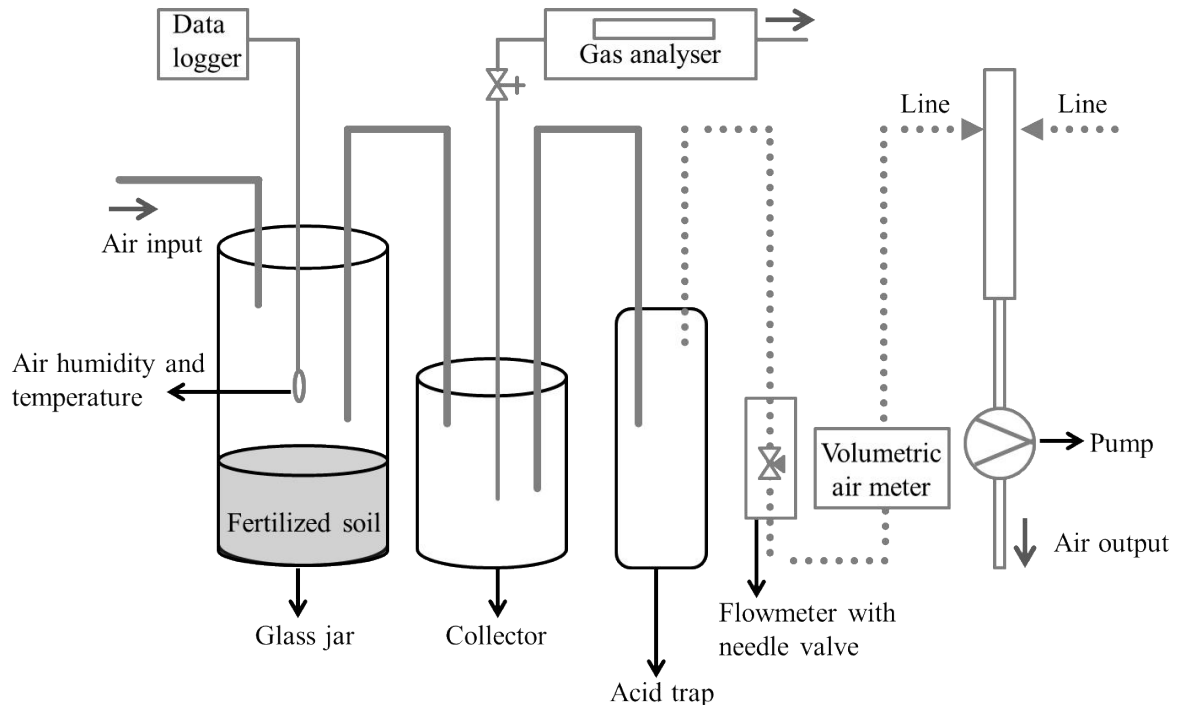 Data
logger
Gas analyser
Line
Line
Air input
Air humidity and
temperature
Fertilized soil
Volumetric
air meter
Pump
Air output
Glass jar
Collector
Flowmeter with
needle valve
Acid trap